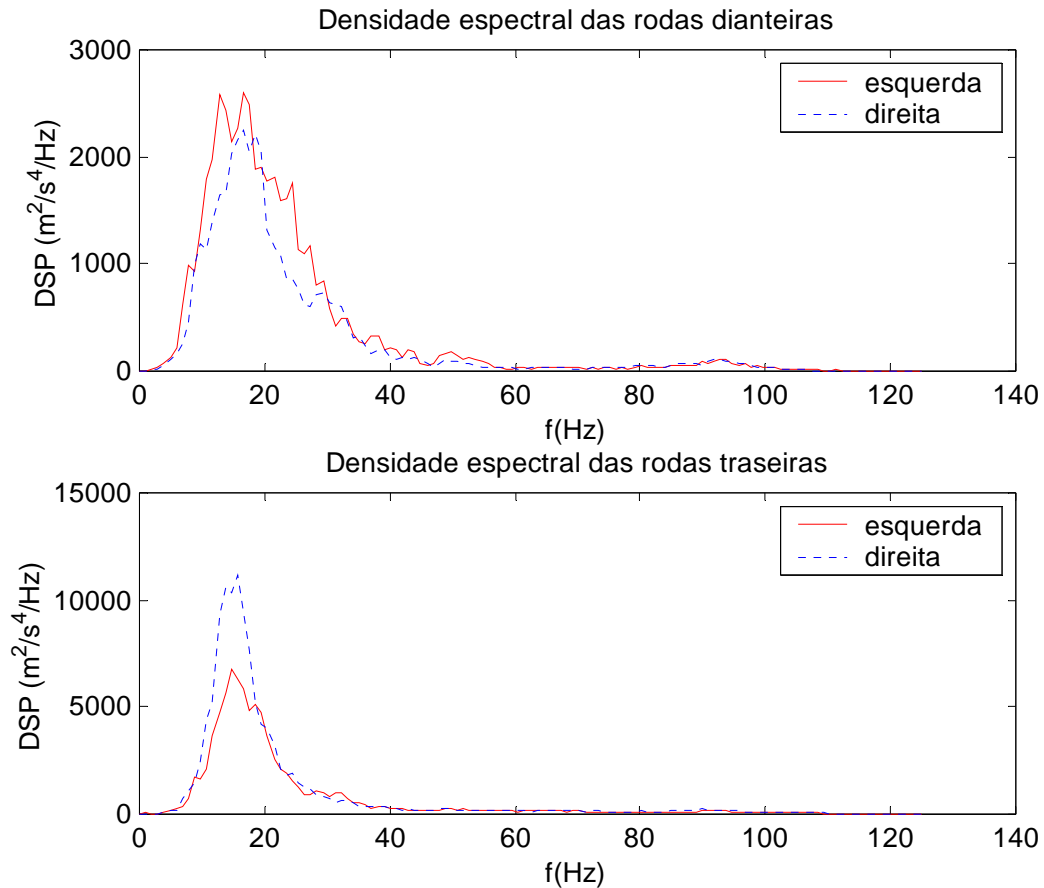 Densidade espectral das rodas dianteiras
3000
2000
1000
0
DSP (m²/s⁴/Hz)
esquerda
direita
0 20 40 60 80 100 120 140
f(Hz)
Densidade espectral das rodas traseiras
15000
10000
5000
0
DSP (m²/s⁴/Hz)
esquerda
direita
0 20 40 60 80 100 120 140
f(Hz)